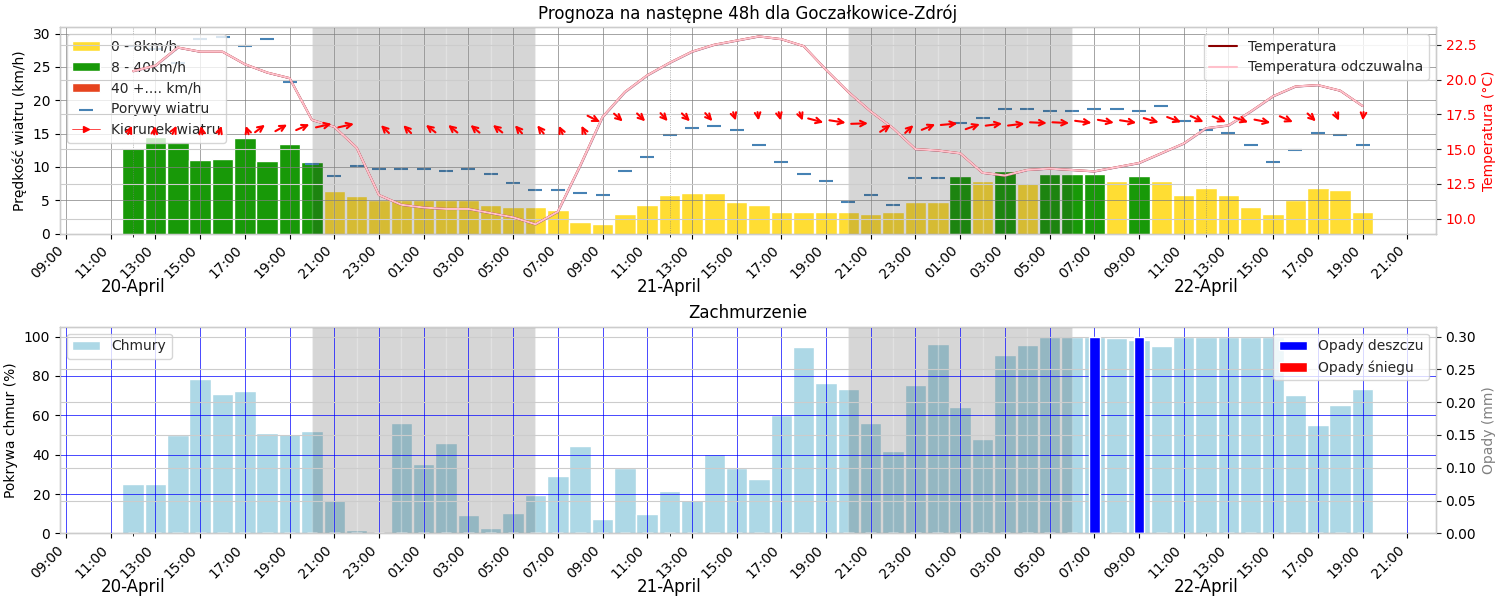 Prognoza na następne 48h dla Goczałkowice-Zdrój
Prędkość wiatru (km/h)
30
25
20
15
10
5
0
0 - 8km/h
8 - 40km/h
40 +.... km/h
Porywy wiatru
Kierunek wiatru
Temperatura
Temperatura odczuwalna
22.5
20.0
17.5
15.0
12.5
10.0
Temperatura (°C)
09:00 11:00 13:00 15:00 17:00 19:00 21:00 23:00 01:00 03:00 05:00 07:00 09:00 11:00 13:00 15:00 17:00 19:00 21:00 23:00 01:00 03:00 05:00 07:00 09:00 11:00 13:00 15:00 17:00 19:00 21:00
20-April 21-April 22-April
Zachmurzenie
Pokrywa chmur (%)
100
80
60
40
20
0
Chmury
Opady deszczu
Opady śniegu
0.30
0.25
0.20
0.15
0.10
0.05
0.00
Opady (mm)
09:00 11:00 13:00 15:00 17:00 19:00 21:00 23:00 01:00 03:00 05:00 07:00 09:00 11:00 13:00 15:00 17:00 19:00 21:00 23:00 01:00 03:00 05:00 07:00 09:00 11:00 13:00 15:00 17:00 19:00 21:00
20-April 21-April 22-April